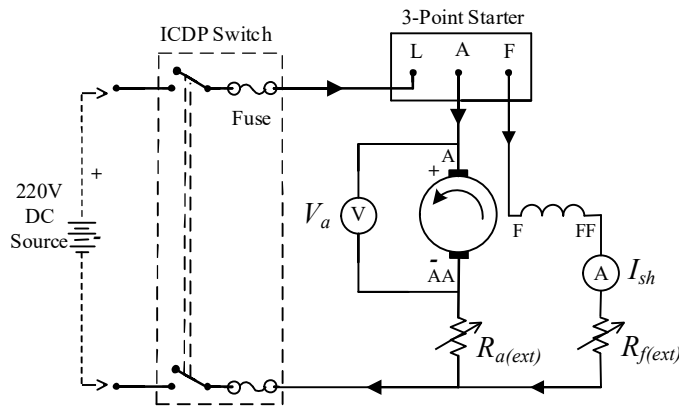 ICDP Switch
3-Point Starter
L A F
Fuse
+
220V
DC
Source
-
A
+
V
Va
-
AA
F FF
A
Ish
Ra(ext)
Rf(ext)